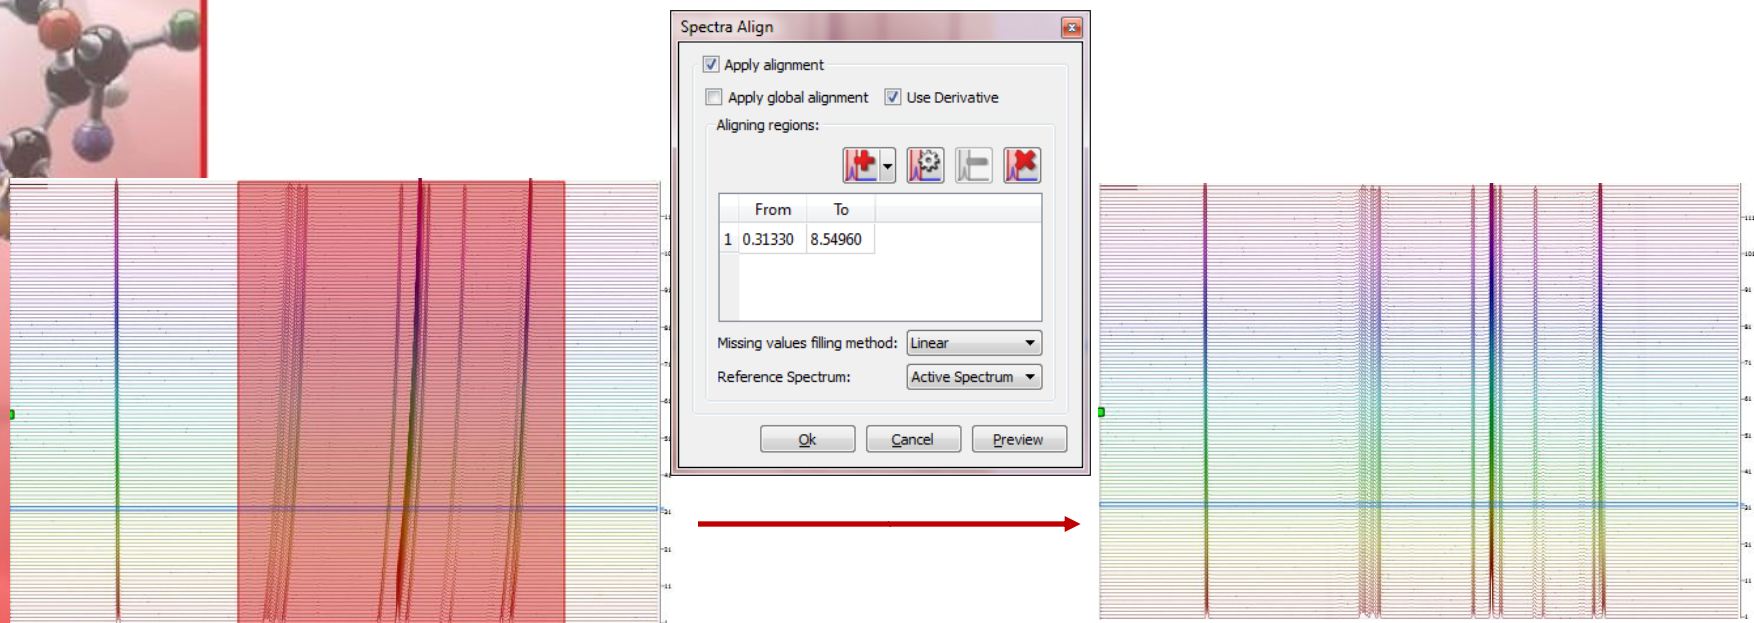 Spectra Align
Apply alignment
Apply global alignment Use Derivative
Aligning regions:
From To
1 0.31330 8.54960
Missing values filling method: Linear
Reference Spectrum: Active Spectrum
Ok Cancel Preview